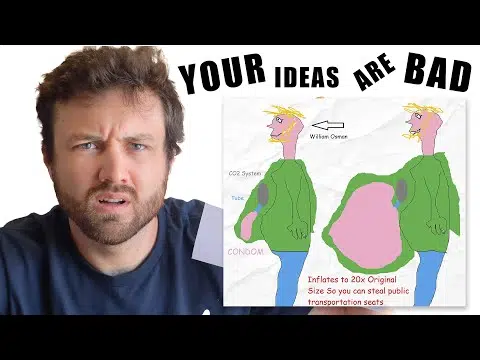 YOUR IDEAS ARE BAD
William Osman
CO2 System
Tube
CONDOM
Inflates to 20x Original
Size So you can steal public
transportation seats